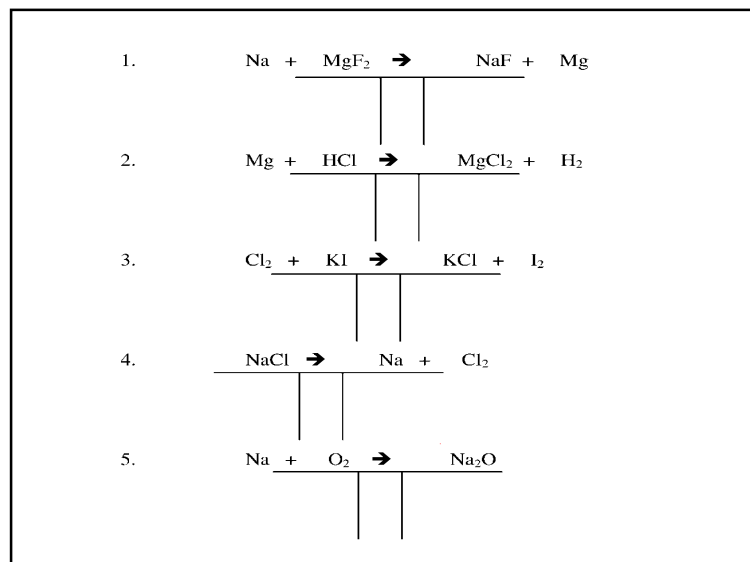 1. Na + MgF₂ ➔ NaF + Mg
2. Mg + HCl ➔ MgCl₂ + H₂
3. Cl₂ + KI ➔ KCl + I₂
4. NaCl ➔ Na + Cl₂
5. Na + O₂ ➔ Na₂O